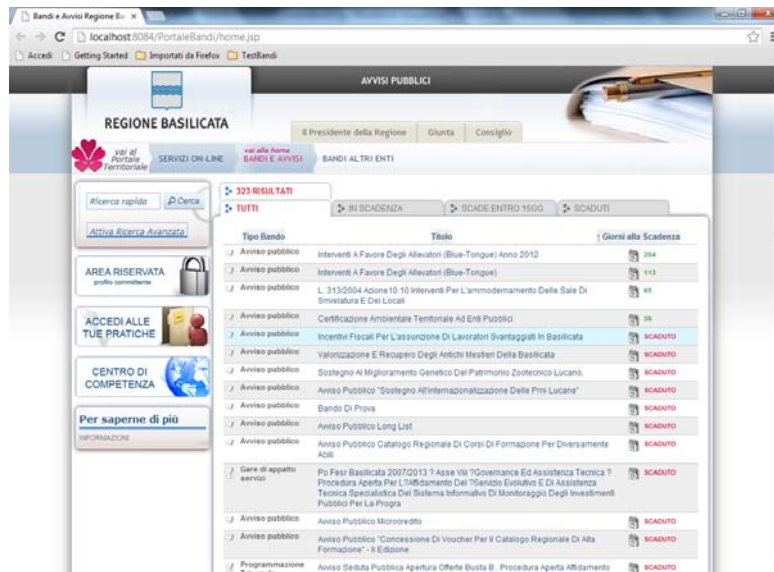 Bandi e Avvisi Regione Ba
localhost:8084/PortaleBandi/home.jsp
Accedi Getting Started Importati da Firefox TestBandi
AVVISI PUBBLICI
REGIONE BASILICATA
Il Presidente della Regione Giunta Consiglio
vai al Portale Territoriale
SERVIZI ON-LINE
vai alla home
BANDI E AVVISI
BANDI ALTRI ENTI
Ricerca rapida Cerca
Attiva Ricerca Avanzata
AREA RISERVATA
profilo committente
ACCEDI ALLE TUE PRATICHE
CENTRO DI COMPETENZA
Per saperne di più
INFORMAZIONI
323 RISULTATI
TUTTI IN SCADENZA SCADE ENTRO 15GG SCADUTI
Tipo Bando Titolo Giorni alla Scadenza
Avviso pubblico Interventi A Favore Degli Allevatori (Blue-Tongue) Anno 2012 204
Avviso pubblico Interventi A Favore Degli Allevatori (Blue-Tongue) 113
Avviso pubblico L. 313/2004 Azione10.10 Interventi Per L'ammodernamento Delle Sale Di
Smielatura E Dei Locali 65
Avviso pubblico Certificazione Ambientale Territoriale Ad Enti Pubblici 36
Avviso pubblico Incentivi Fiscali Per L'assunzione Di Lavoratori Svantaggiati In Basilicata SCADUTO
Avviso pubblico Valorizzazione E Recupero Degli Antichi Mestieri Della Basilicata SCADUTO
Avviso pubblico Sostegno Al Miglioramento Genetico Del Patrimonio Zootecnico Lucano. SCADUTO
Avviso pubblico Avviso Pubblico "Sostegno All'internazionalizzazione Delle Pmi Lucane" SCADUTO
Avviso pubblico Bando Di Prova SCADUTO
Avviso pubblico Avviso Pubblico Long List SCADUTO
Avviso pubblico Avviso Pubblico Catalogo Regionale Di Corsi Di Formazione Per Diversamente
Abili SCADUTO
Gare di appalto servizi Po Fesr Basilicata 2007/2013 ? Asse Viii ?Governance Ed Assistenza Tecnica ?
Procedura Aperta Per L?Affidamento Del ?Servizio Evolutivo E Di Assistenza
Tecnica Specialistica Del Sistema Informativo Di Monitoraggio Degli Investimenti
Pubblici Per La Progra SCADUTO
Avviso pubblico Avviso Pubblico Microcredito SCADUTO
Avviso pubblico Avviso Pubblico "Concessione Di Voucher Per Il Catalogo Regionale Di Alta
Formazione" - II Edizione SCADUTO
Programmazione Avviso Seduta Pubblica Apertura Offerte Busta B . Procedura Aperta Affidamento SCADUTO